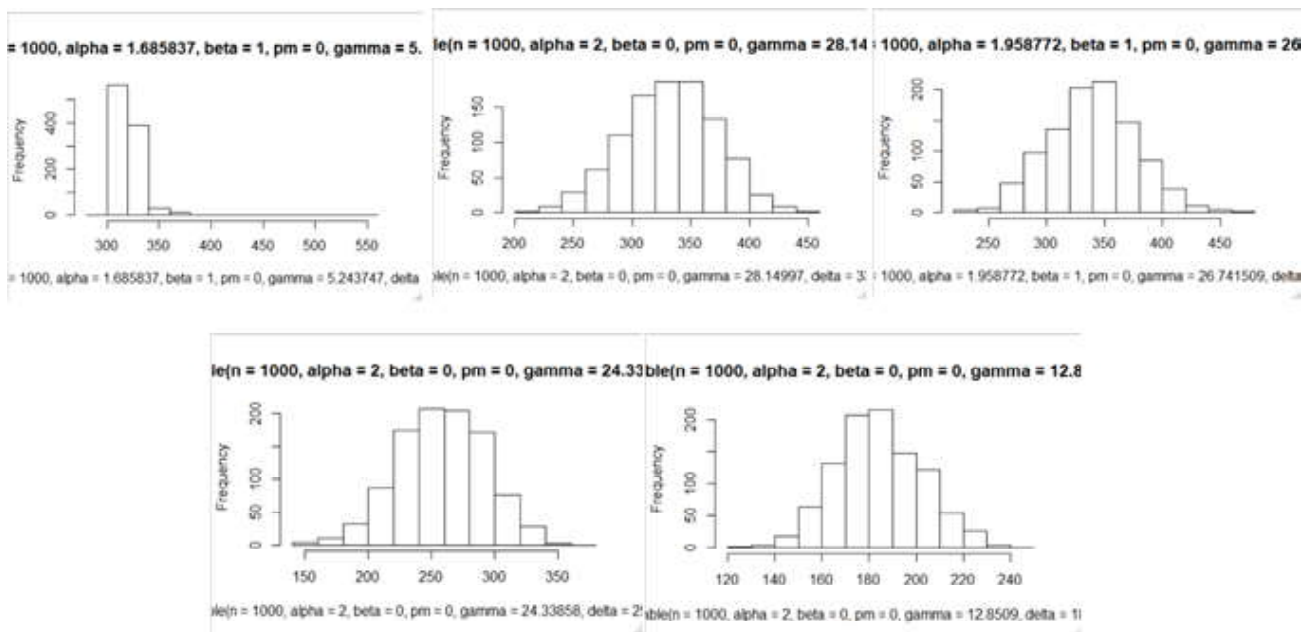 = 1000, alpha = 1.685837, beta = 1, pm = 0, gamma = 5.
Frequency
0 200 400
300 350 400 450 500 550
= 1000, alpha = 1.685837, beta = 1, pm = 0, gamma = 5.243747, delta
le(n = 1000, alpha = 2, beta = 0, pm = 0, gamma = 28.14
Frequency
0 50 100 150
200 250 300 350 400 450
ble(n = 1000, alpha = 2, beta = 0, pm = 0, gamma = 28.14997, delta = 33
= 1000, alpha = 1.958772, beta = 1, pm = 0, gamma = 26
Frequency
0 50 100 200
250 300 350 400 450
= 1000, alpha = 1.958772, beta = 1, pm = 0, gamma = 26.741509, delta
le(n = 1000, alpha = 2, beta = 0, pm = 0, gamma = 24.33
Frequency
0 50 100 200
150 200 250 300 350
ble(n = 1000, alpha = 2, beta = 0, pm = 0, gamma = 24.33858, delta = 25
ble(n = 1000, alpha = 2, beta = 0, pm = 0, gamma = 12.8
Frequency
0 50 100 200
120 140 160 180 200 220 240
able(n = 1000, alpha = 2, beta = 0, pm = 0, gamma = 12.8509, delta = 18